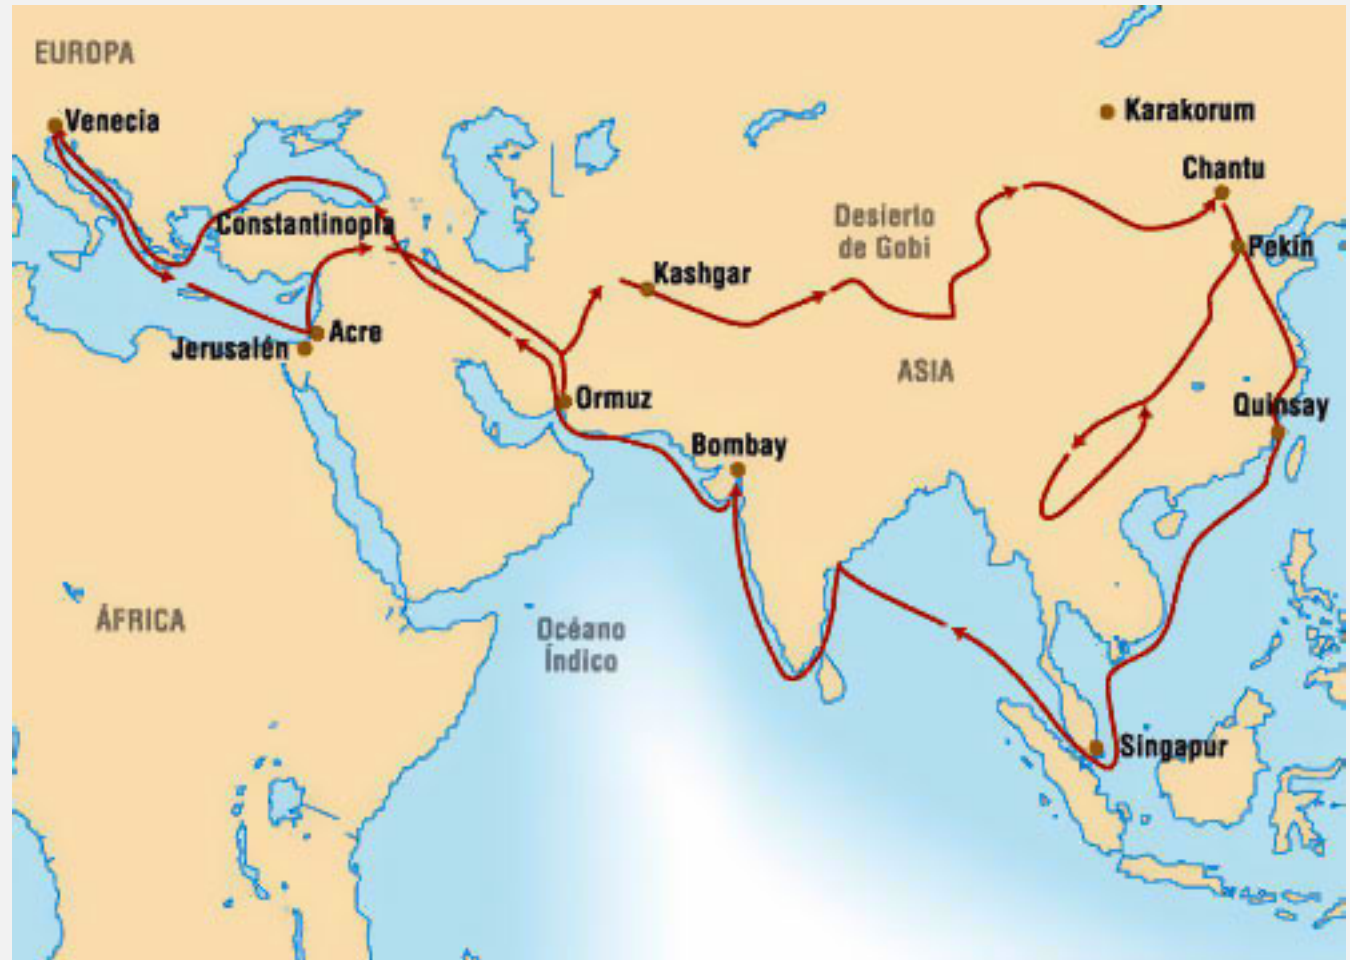 EUROPA
Venecia
Karakorum
Chantu
Constantinopla
Desierto
de Gobi
Pekín
Kashgar
Acre
Jerusalén
ASIA
Ormuz
Quinsay
Bombay
ÁFRICA
Océano
Índico
Singapur